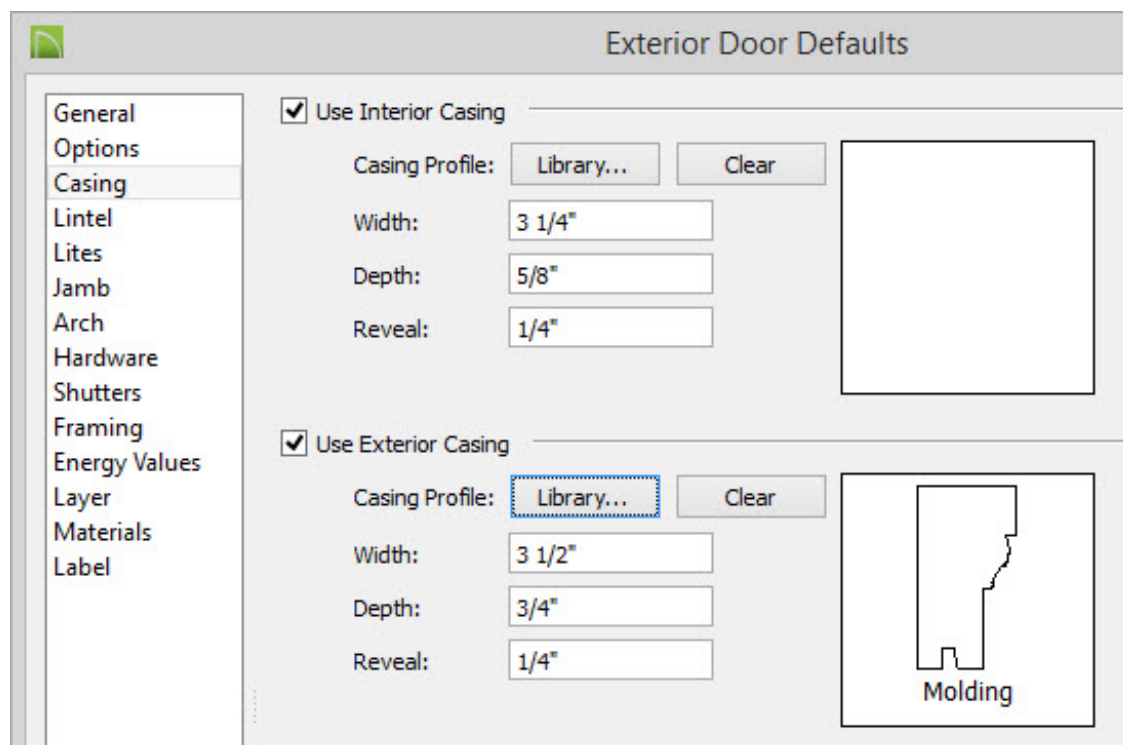 Exterior Door Defaults
General
Options
Casing
Lintel
Lites
Jamb
Arch
Hardware
Shutters
Framing
Energy Values
Layer
Materials
Label
Use Interior Casing
Casing Profile: Library... Clear
Width: 3 1/4"
Depth: 5/8"
Reveal: 1/4"
Use Exterior Casing
Casing Profile: Library... Clear
Width: 3 1/2"
Depth: 3/4"
Reveal: 1/4"
Molding